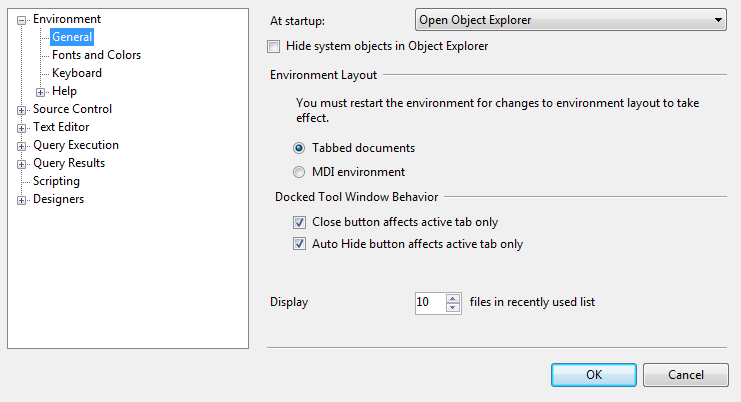 Environment
General
Fonts and Colors
Keyboard
Help
Source Control
Text Editor
Query Execution
Query Results
Scripting
Designers
At startup: Open Object Explorer
Hide system objects in Object Explorer
Environment Layout
You must restart the environment for changes to environment layout to take
effect.
Tabbed documents
MDI environment
Docked Tool Window Behavior
Close button affects active tab only
Auto Hide button affects active tab only
Display 10 files in recently used list
OK Cancel